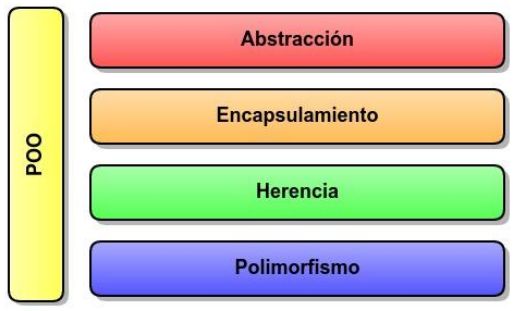 POO
Abstracción
Encapsulamiento
Herencia
Polimorfismo